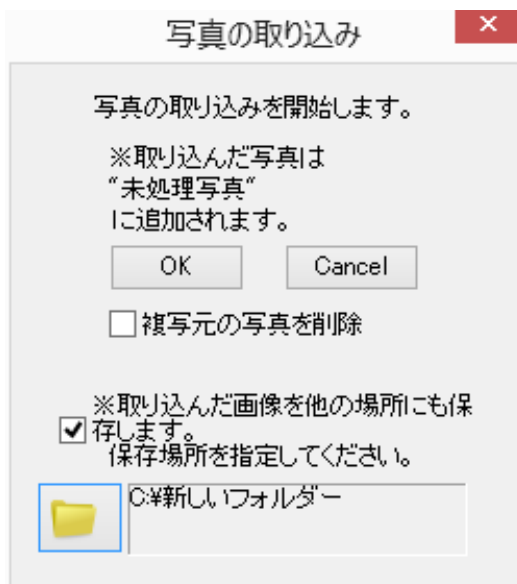 写真の取り込み
写真の取り込みを開始します。
※取り込んだ写真は
“未処理写真“
に追加されます。
OK
Cancel
複写元の写真を削除
※取り込んだ画像を他の場所にも保
存します。
保存場所を指定してください。
C:¥新しいフォルダー